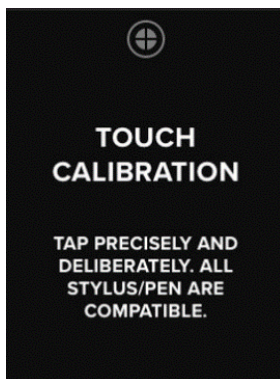 TOUCH
CALIBRATION
TAP PRECISELY AND
DELIBERATELY. ALL
STYLUS/PEN ARE
COMPATIBLE.